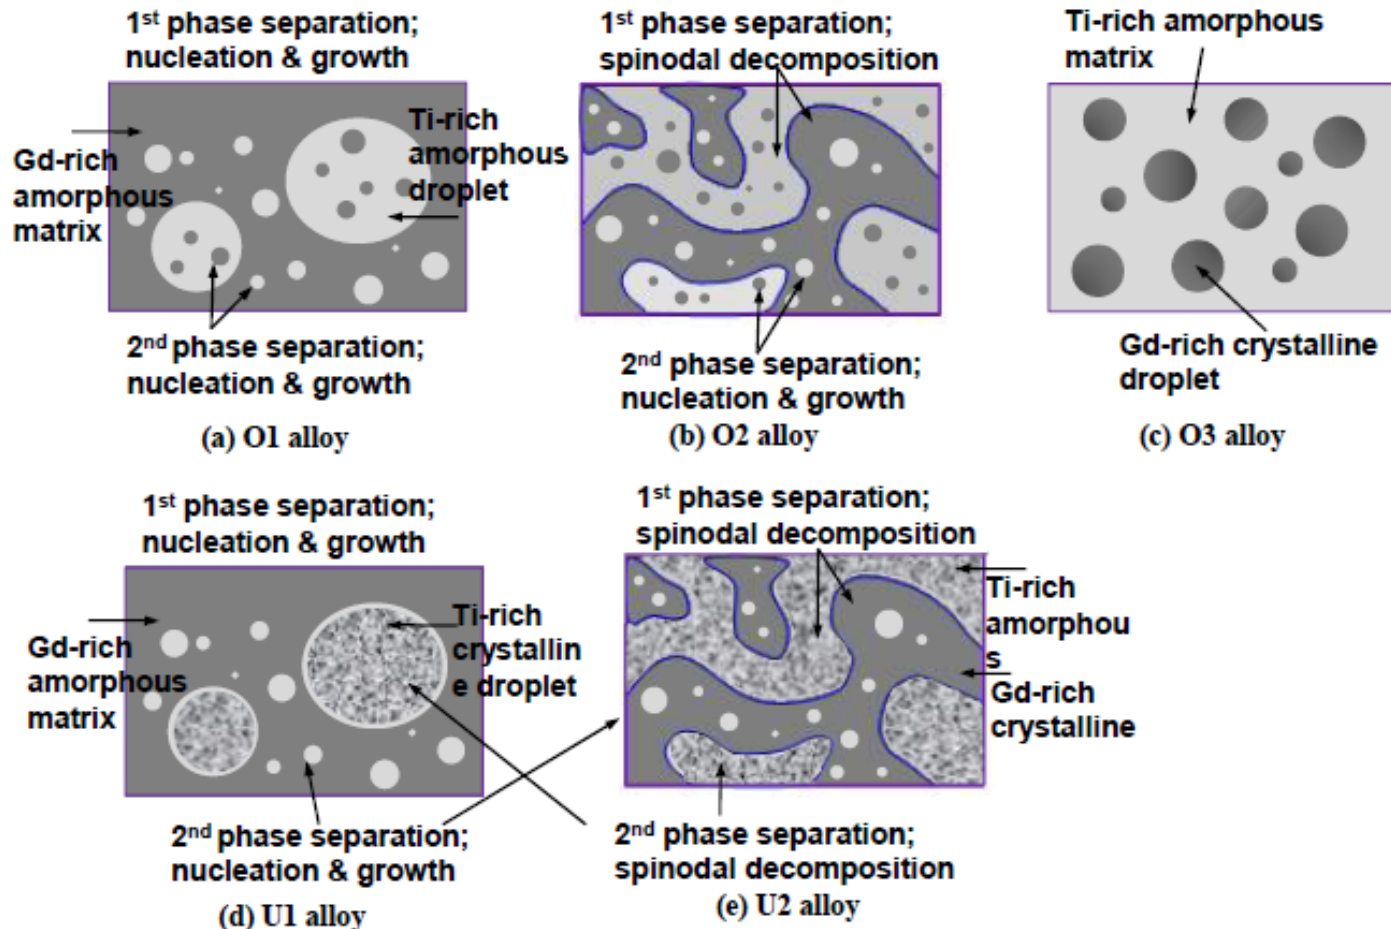 1st phase separation;
nucleation & growth
Gd-rich
amorphous
matrix
Ti-rich
amorphous
droplet
2nd phase separation;
nucleation & growth
(a) O1 alloy
1st phase separation;
spinodal decomposition
2nd phase separation;
nucleation & growth
(b) O2 alloy
Ti-rich amorphous
matrix
Gd-rich crystalline
droplet
(c) O3 alloy
1st phase separation;
nucleation & growth
Gd-rich
amorphous
matrix
Ti-rich
crystallin
e droplet
2nd phase separation;
nucleation & growth
(d) U1 alloy
1st phase separation;
spinodal decomposition
Ti-rich
amorphou
s
Gd-rich
crystalline
2nd phase separation;
spinodal decomposition
(e) U2 alloy